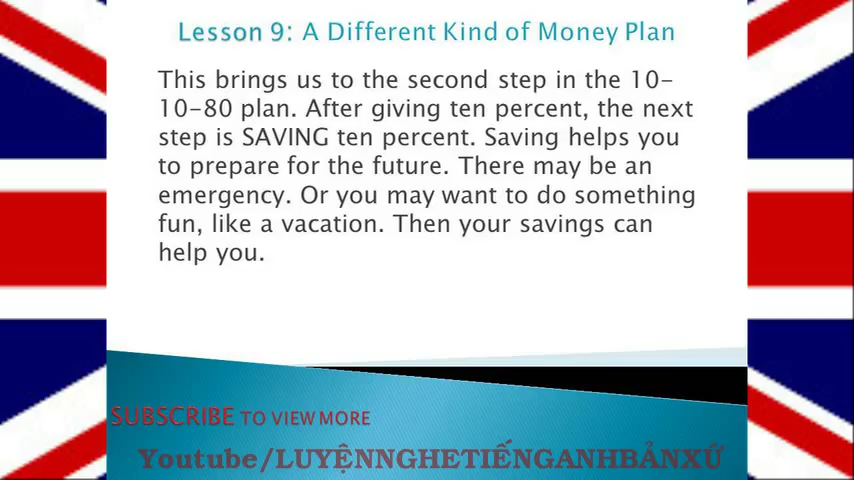 Lesson 9: A Different Kind of Money Plan
This brings us to the second step in the 10-
10-80 plan. After giving ten percent, the next
step is SAVING ten percent. Saving helps you
to prepare for the future. There may be an
emergency. Or you may want to do something
fun, like a vacation. Then your savings can
help you.
SUBSCRIBE TO VIEW MORE
Youtube/LUYỆNNGHETIẾNGANHBẢNXỨ